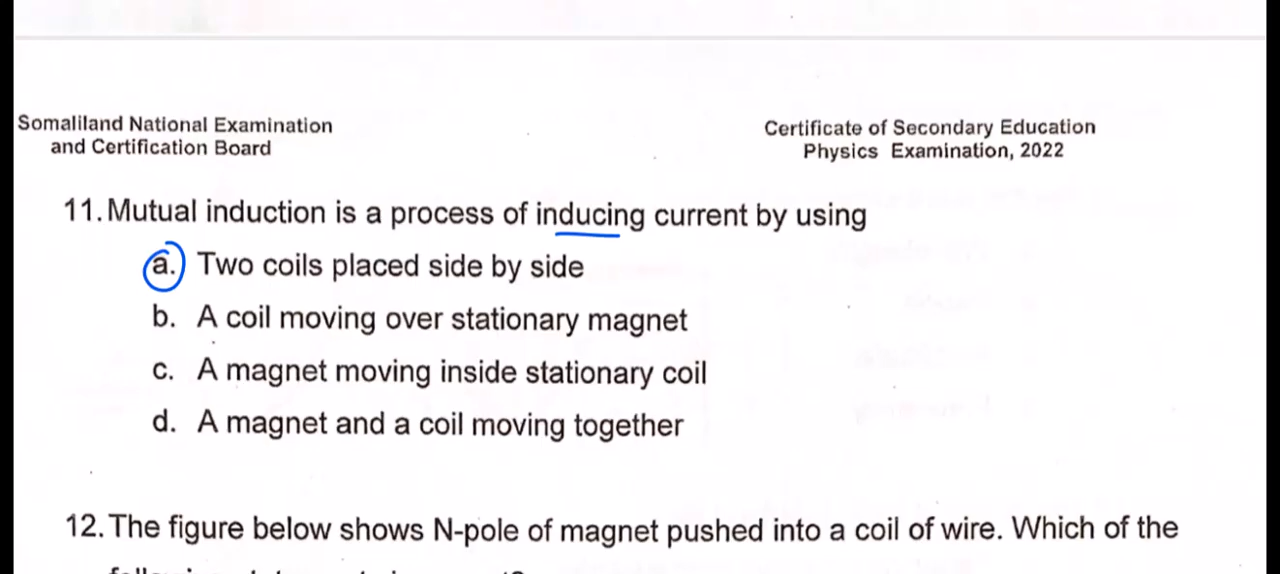 Somaliland National Examination
and Certification Board
Certificate of Secondary Education
Physics Examination, 2022
11. Mutual induction is a process of inducing current by using
a. Two coils placed side by side
b. A coil moving over stationary magnet
c. A magnet moving inside stationary coil
d. A magnet and a coil moving together
12. The figure below shows N-pole of magnet pushed into a coil of wire. Which of the